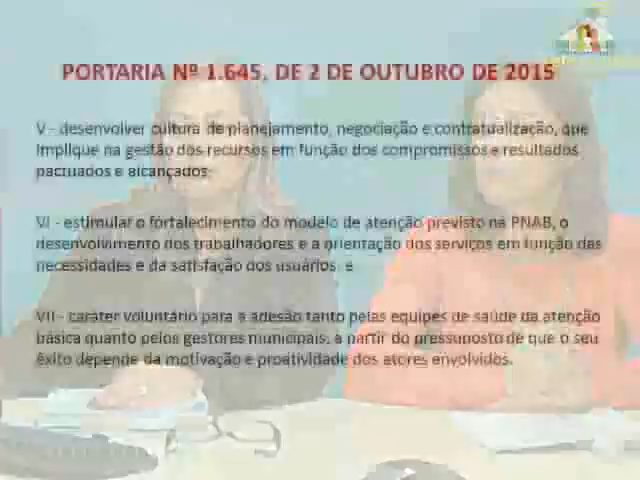 PORTARIA Nº 1.645, DE 2 DE OUTUBRO DE 2015
V - desenvolver cultura de planejamento, negociação e contratualização, que
implique na gestão dos recursos em função dos compromissos e resultados
pactuados e alcançados;
VI - estimular o fortalecimento do modelo de atenção previsto na PNAB, o
desenvolvimento dos trabalhadores e a orientação dos serviços em função das
necessidades e da satisfação dos usuários; e
VII - caráter voluntário para a adesão tanto pelas equipes de saúde da atenção
básica quanto pelos gestores municipais, a partir do pressuposto de que o seu
êxito depende da motivação e proatividade dos atores envolvidos.